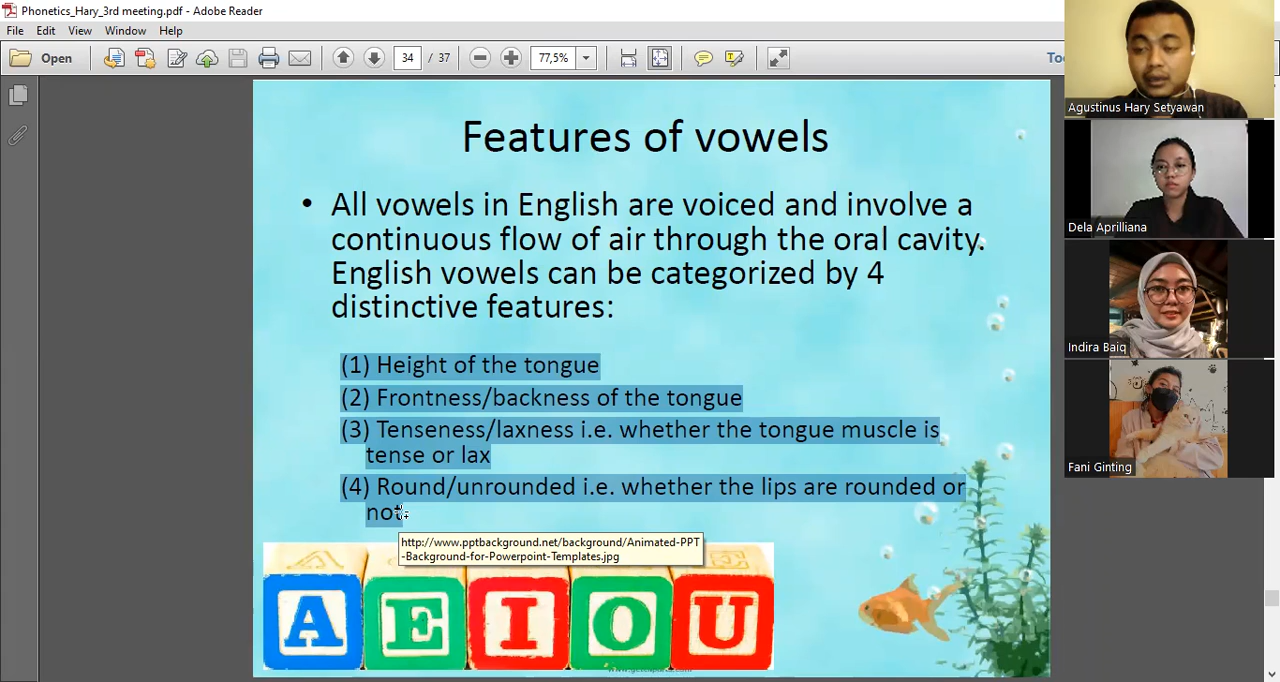 Phonetics_Hary_3rd meeting.pdf - Adobe Reader
File Edit View Window Help
Open 34 / 37 77,5% To
Features of vowels
• All vowels in English are voiced and involve a
continuous flow of air through the oral cavity.
English vowels can be categorized by 4
distinctive features:
(1) Height of the tongue
(2) Frontness/backness of the tongue
(3) Tenseness/laxness i.e. whether the tongue muscle is
tense or lax
(4) Round/unrounded i.e. whether the lips are rounded or
not
http://www.pptbackground.net/background/Animated-PPT
-Background-for-Powerpoint-Templates.jpg
A E I O U
Agustinus Hary Setyawan
Dela Aprilliana
Indira Baiq
Fani Ginting